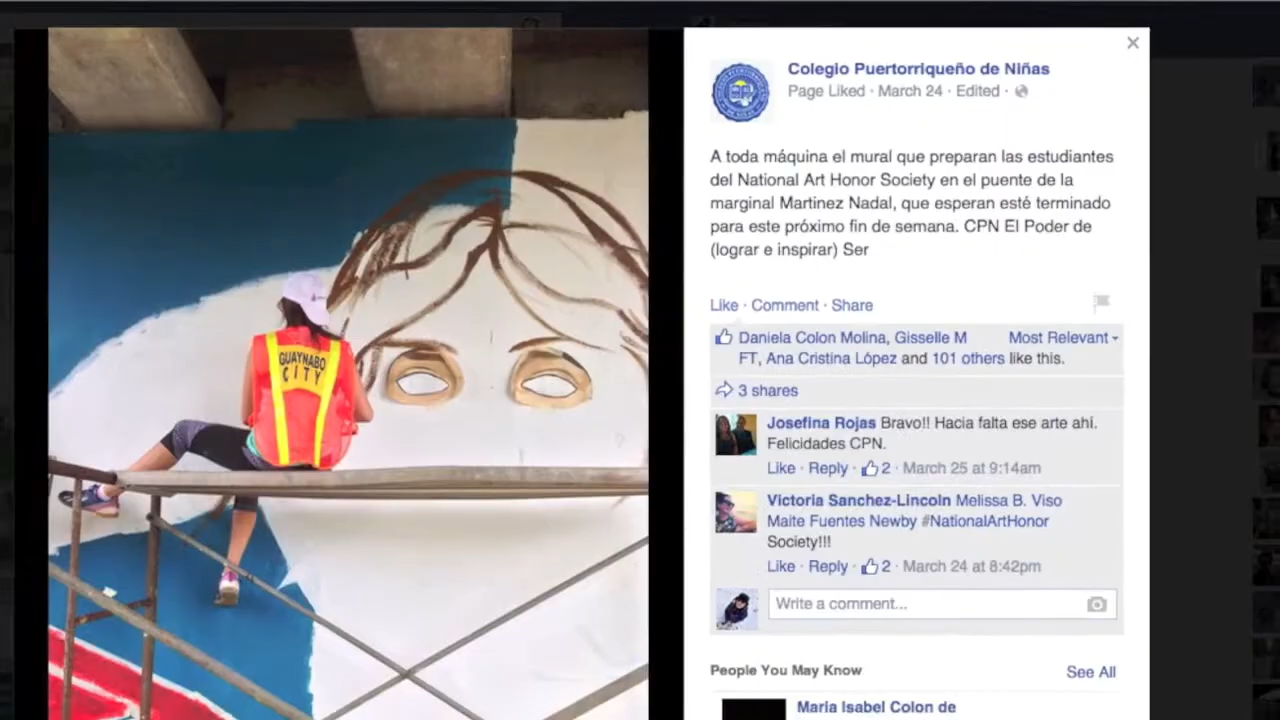 GUAYNABO
CITY
Colegio Puertorriqueño de Niñas
Page Liked · March 24 · Edited ·
A toda máquina el mural que preparan las estudiantes
del National Art Honor Society en el puente de la
marginal Martinez Nadal, que esperan esté terminado
para este próximo fin de semana. CPN El Poder de
(lograr e inspirar) Ser
Like · Comment · Share
Daniela Colon Molina, Gisselle M Most Relevant
FT, Ana Cristina López and 101 others like this.
3 shares
Josefina Rojas Bravo!! Hacia falta ese arte ahí.
Felicidades CPN.
Like · Reply · 2 · March 25 at 9:14am
Victoria Sanchez-Lincoln Melissa B. Viso
Maite Fuentes Newby #NationalArtHonor
Society!!!
Like · Reply · 2 · March 24 at 8:42pm
Write a comment...
People You May Know See All
Maria Isabel Colon de